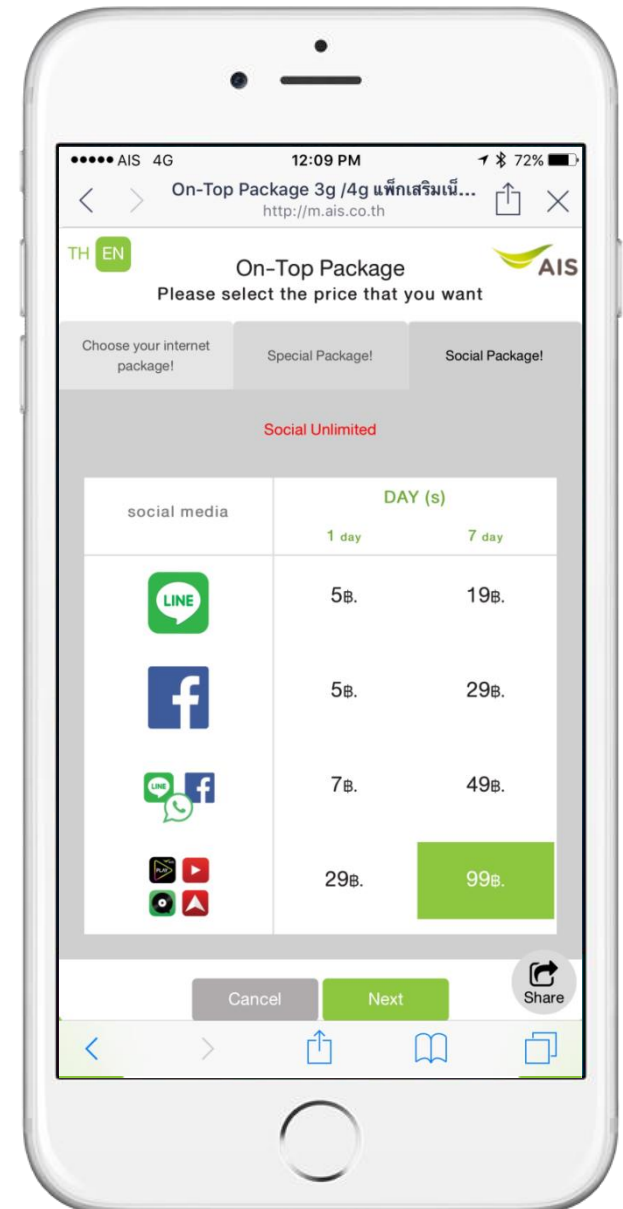 AIS 4G 12:09 PM 72%
On-Top Package 3g /4g แพ็กเสริมเน็...
http://m.ais.co.th
TH EN
AIS
On-Top Package
Please select the price that you want
Choose your internet
package!
Special Package!
Social Package!
Social Unlimited
social media
DAY (s)
1 day 7 day
LINE 5฿. 19฿.
f 5฿. 29฿.
LINE f 7฿. 49฿.
PLAY 29฿. 99฿.
Cancel Next
Share